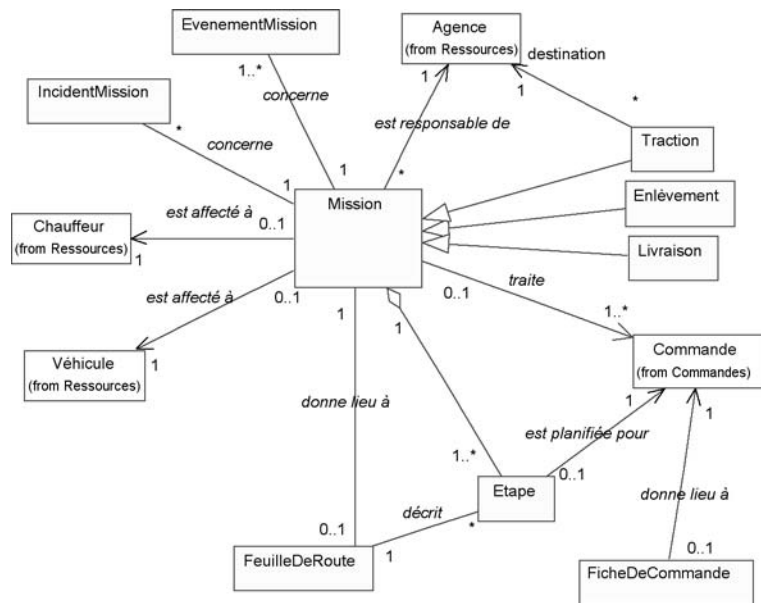 EvenementMission
Agence
(from Ressources)
destination
1..*
1
1
*
IncidentMission
concerne
*
est responsable de
Traction
concerne
1
1
*
Mission
Enlèvement
Chauffeur
(from Ressources)
est affecté à
0..1
1
Livraison
traite
est affecté à
0..1
0..1
1
1
1..*
Véhicule
(from Ressources)
1
Commande
(from Commandes)
donne lieu à
1
1
est planifiée pour
1..*
0..1
Etape
donne lieu à
décrit
*
0..1
1
0..1
FeuilleDeRoute
FicheDeCommande